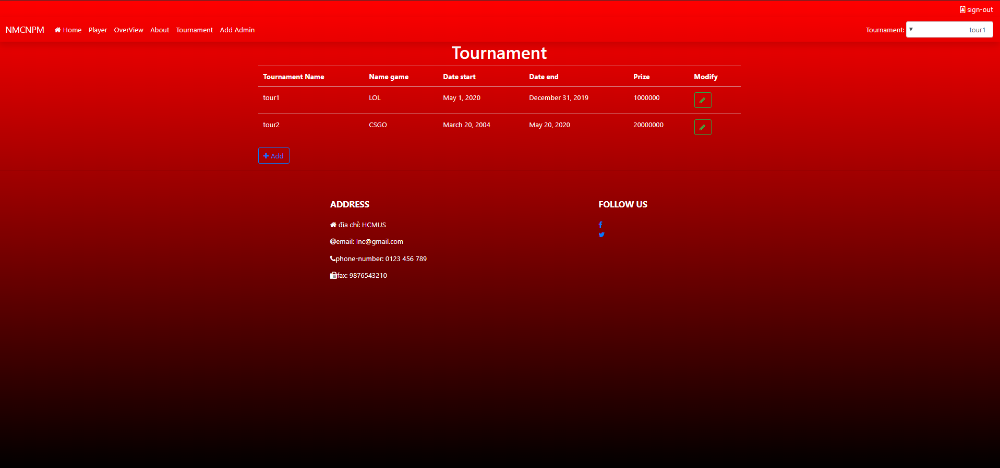 sign-out
NMCNPM Home Player OverView About Tournament Add Admin Tournament: tour1
Tournament
Tournament Name Name game Date start Date end Prize Modify
tour1 LOL May 1, 2020 December 31, 2019 1000000
tour2 CSGO March 20, 2004 May 20, 2020 20000000
Add
ADDRESS
địa chỉ: HCMUS
@email: Inc@gmail.com
phone-number: 0123 456 789
fax: 9876543210
FOLLOW US